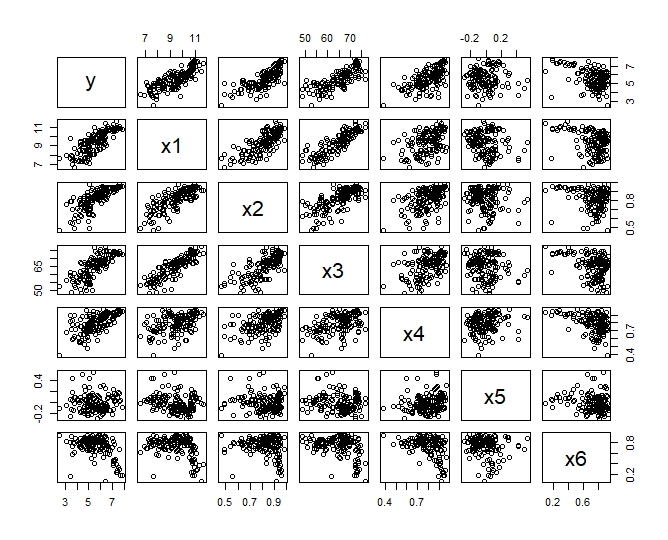 7 9 11 50 60 70 -0.2 0.2
y 3 5 7
7 9 11 x1
x2 0.5 0.8
50 65 x3
x4 0.4 0.7
-0.2 0.4 x5
x6 0.2 0.8
3 5 7 0.5 0.7 0.9 0.4 0.7 0.2 0.6